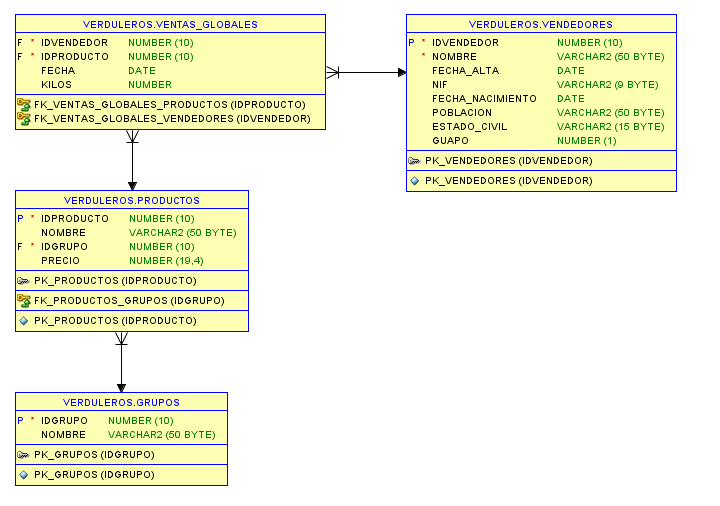 VERDULEROS.VENTAS_GLOBALES
F * IDVENDEDOR NUMBER (10)
F * IDPRODUCTO NUMBER (10)
FECHA DATE
KILOS NUMBER
FK_VENTAS_GLOBALES_PRODUCTOS (IDPRODUCTO)
FK_VENTAS_GLOBALES_VENDEDORES (IDVENDEDOR)
VERDULEROS.VENDEDORES
P * IDVENDEDOR NUMBER (10)
* NOMBRE VARCHAR2 (50 BYTE)
FECHA_ALTA DATE
NIF VARCHAR2 (9 BYTE)
FECHA_NACIMIENTO DATE
POBLACION VARCHAR2 (50 BYTE)
ESTADO_CIVIL VARCHAR2 (15 BYTE)
GUAPO NUMBER (1)
PK_VENDEDORES (IDVENDEDOR)
PK_VENDEDORES (IDVENDEDOR)
VERDULEROS.PRODUCTOS
P * IDPRODUCTO NUMBER (10)
NOMBRE VARCHAR2 (50 BYTE)
F * IDGRUPO NUMBER (10)
PRECIO NUMBER (19,4)
PK_PRODUCTOS (IDPRODUCTO)
FK_PRODUCTOS_GRUPOS (IDGRUPO)
PK_PRODUCTOS (IDPRODUCTO)
VERDULEROS.GRUPOS
P * IDGRUPO NUMBER (10)
NOMBRE VARCHAR2 (50 BYTE)
PK_GRUPOS (IDGRUPO)
PK_GRUPOS (IDGRUPO)